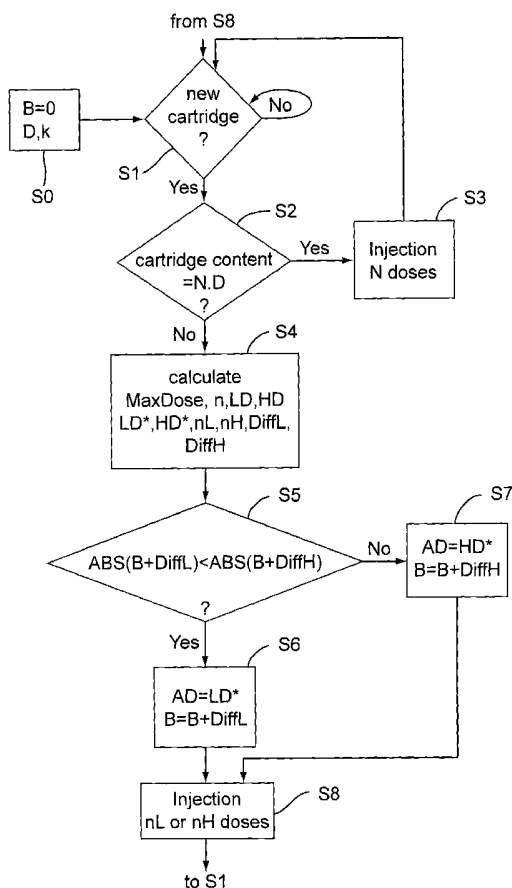 from S8
new
cartridge
?
No
B=0
D,k
S0
S1
Yes
S2
S3
cartridge content
=N.D
?
Yes
Injection
N doses
No
S4
calculate
MaxDose, n,LD,HD
LD*,HD*,nL,nH,DiffL,
DiffH
S5
S7
ABS(B+DiffL)<ABS(B+DiffH)
?
No
AD=HD*
B=B+DiffH
Yes
S6
AD=LD*
B=B+DiffL
Injection
nL or nH doses
S8
to S1